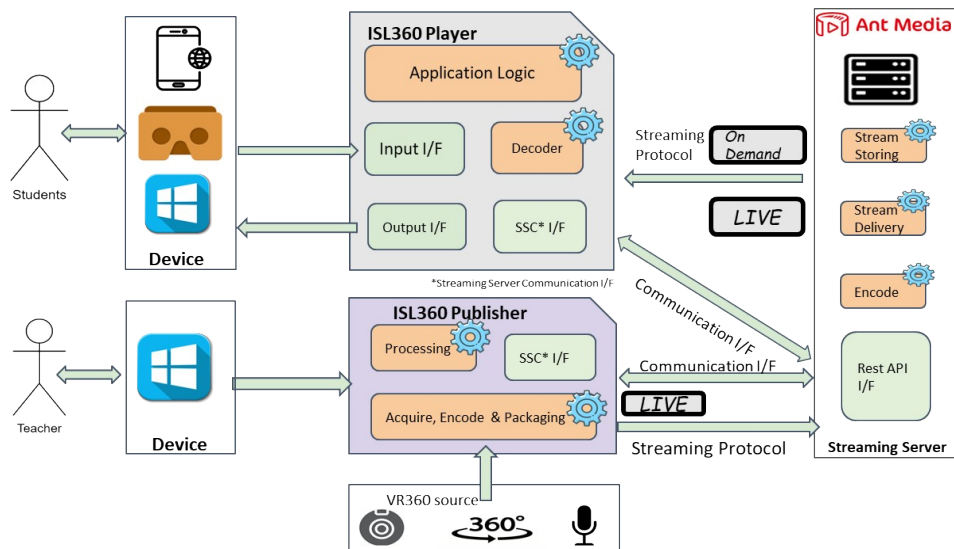 ISL360 Player
Application Logic
Input I/F
Decoder
Output I/F
SSC* I/F
*Streaming Server Communication I/F
Students
Device
Streaming
Protocol
On
Demand
LIVE
Ant Media
Stream
Storing
Stream
Delivery
Encode
Rest API
I/F
Streaming Server
Communication I/F
Teacher
Device
ISL360 Publisher
Processing
SSC* I/F
Acquire, Encode & Packaging
Communication I/F
LIVE
Streaming Protocol
VR360 source
360°